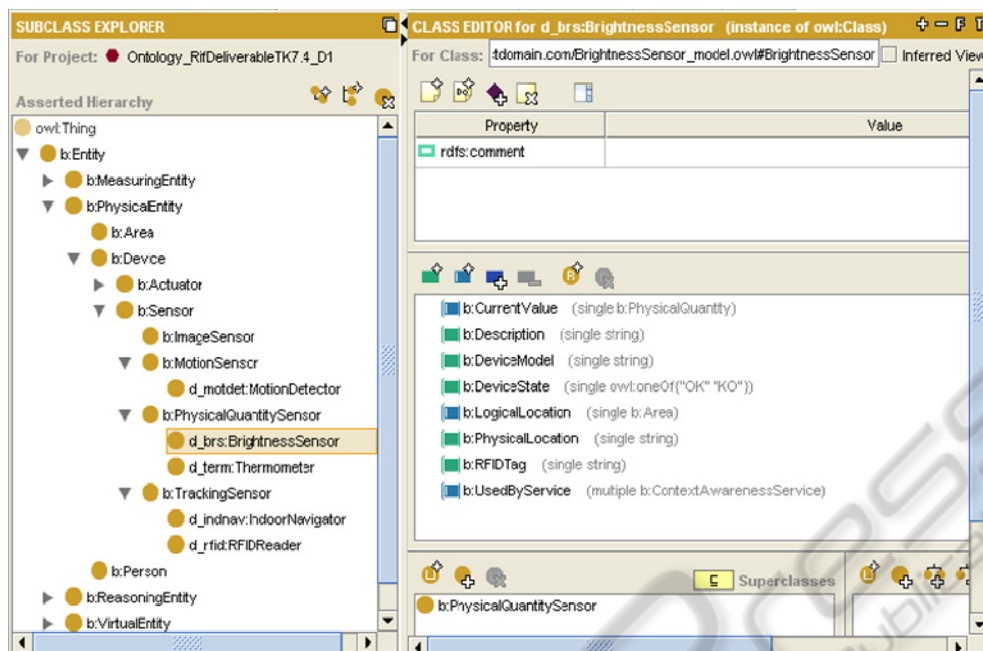 SUBCLASS EXPLORER
For Project: Ontology_RifDeliverableTK7.4_D1
Asserted Hierarchy
owl:Thing
b:Entity
b:MeasuringEntity
b:PhysicalEntity
b:Area
b:Device
b:Actuator
b:Sensor
b:ImageSensor
b:MotionSensor
d_motdet:MotionDetector
b:PhysicalQuantitySensor
d_brs:BrightnessSensor
d_term:Thermometer
b:TrackingSensor
d_indnav:IndoorNavigator
d_rfid:RFIDReader
b:Person
b:ReasoningEntity
b:VirtualEntity
CLASS EDITOR for d_brs:BrightnessSensor (instance of owl:Class)
For Class: tdomain.com/BrightnessSensor_model.owl#BrightnessSensor Inferred View
Property Value
rdfs:comment
b:CurrentValue (single b:PhysicalQuantity)
b:Description (single string)
b:DeviceModel (single string)
b:DeviceState (single owl:oneOf{"OK" "KO"})
b:LogicalLocation (single b:Area)
b:PhysicalLocation (single string)
b:RFIDTag (single string)
b:UsedByService (multiple b:ContextAwarenessService)
Superclasses
b:PhysicalQuantitySensor